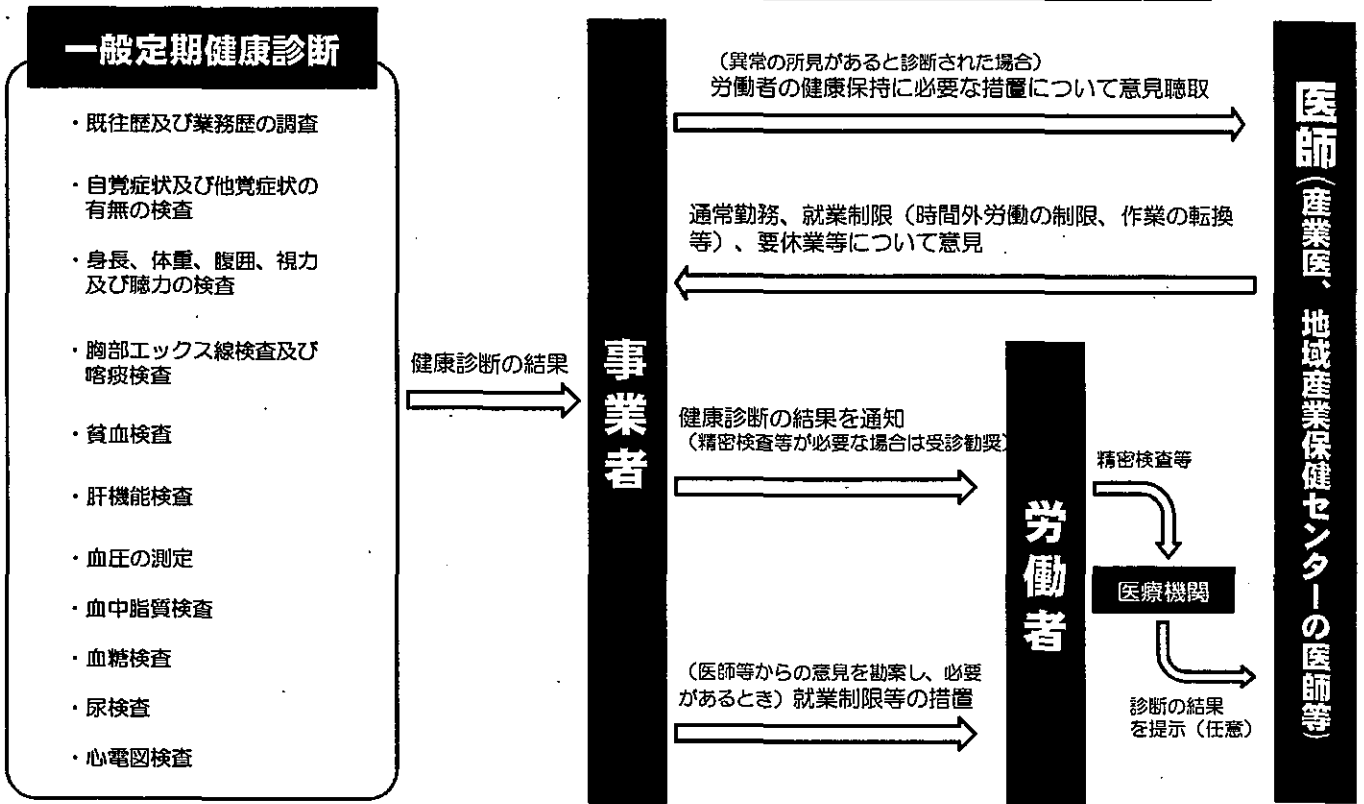 一般定期健康診断
・既往歴及び業務歴の調査
・自覚症状及び他覚症状の
有無の検査
・身長、体重、腹囲、視力
及び聴力の検査
・胸部エックス線検査及び
喀痰検査
・貧血検査
・肝機能検査
・血圧の測定
・血中脂質検査
・血糖検査
・尿検査
・心電図検査
健康診断の結果
事業者
（異常の所見があると診断された場合）
労働者の健康保持に必要な措置について意見聴取
通常勤務、就業制限（時間外労働の制限、作業の転換
等）、要休業等について意見
健康診断の結果を通知
（精密検査等が必要な場合は受診勧奨）
（医師等からの意見を勘案し、必要
があるとき）就業制限等の措置
労働者
精密検査等
医療機関
診断の結果
を提示（任意）
医師（産業医、地域産業保健センターの医師等）